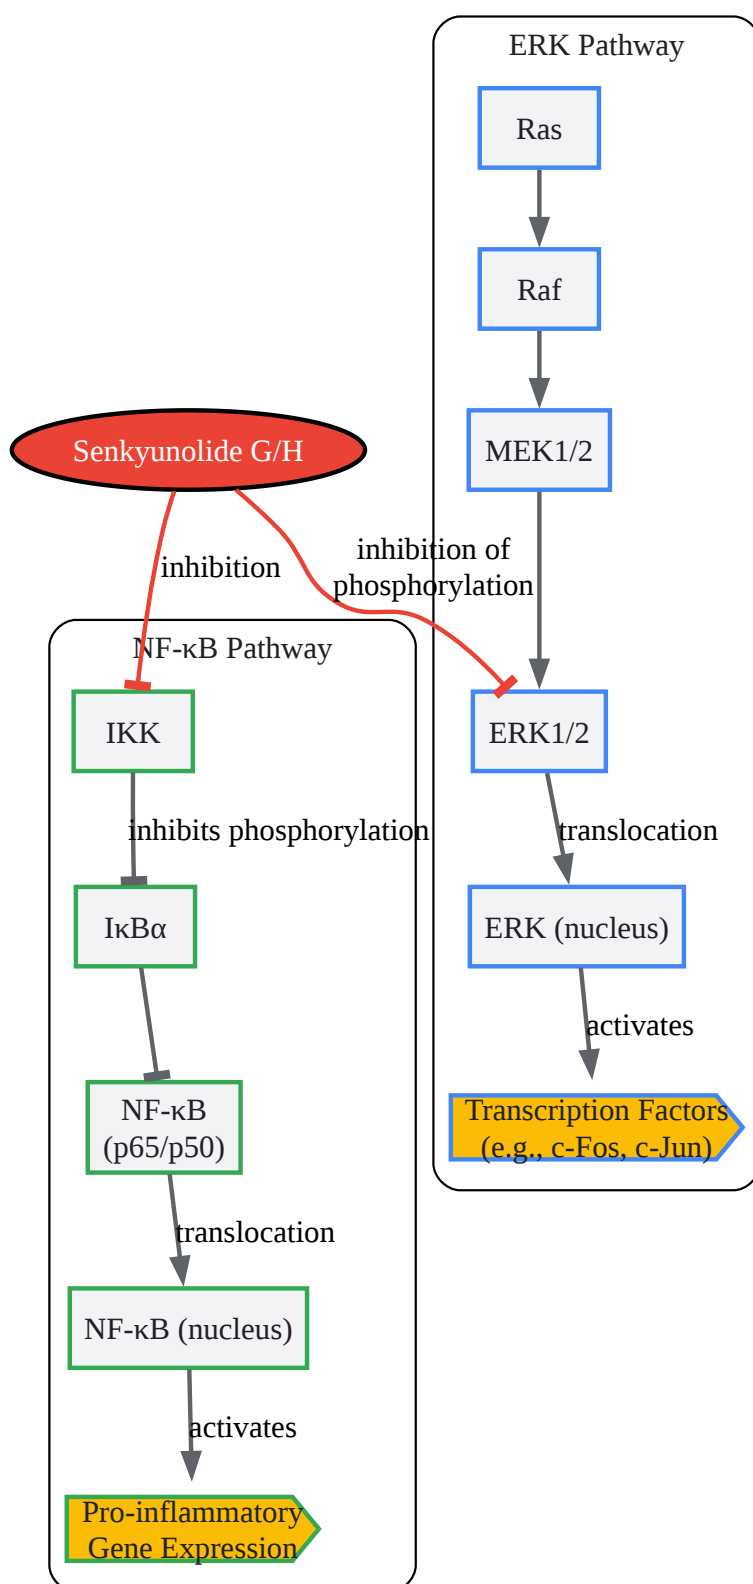 ERK Pathway
Ras
Raf
MEK1/2
Senkyunolide G/H
inhibition
inhibition of
phosphorylation
NF-κB Pathway
IKK
ERK1/2
inhibits phosphorylation
translocation
IκBα
ERK (nucleus)
activates
NF-κB
(p65/p50)
Transcription Factors
(e.g., c-Fos, c-Jun)
translocation
NF-κB (nucleus)
activates
Pro-inflammatory
Gene Expression